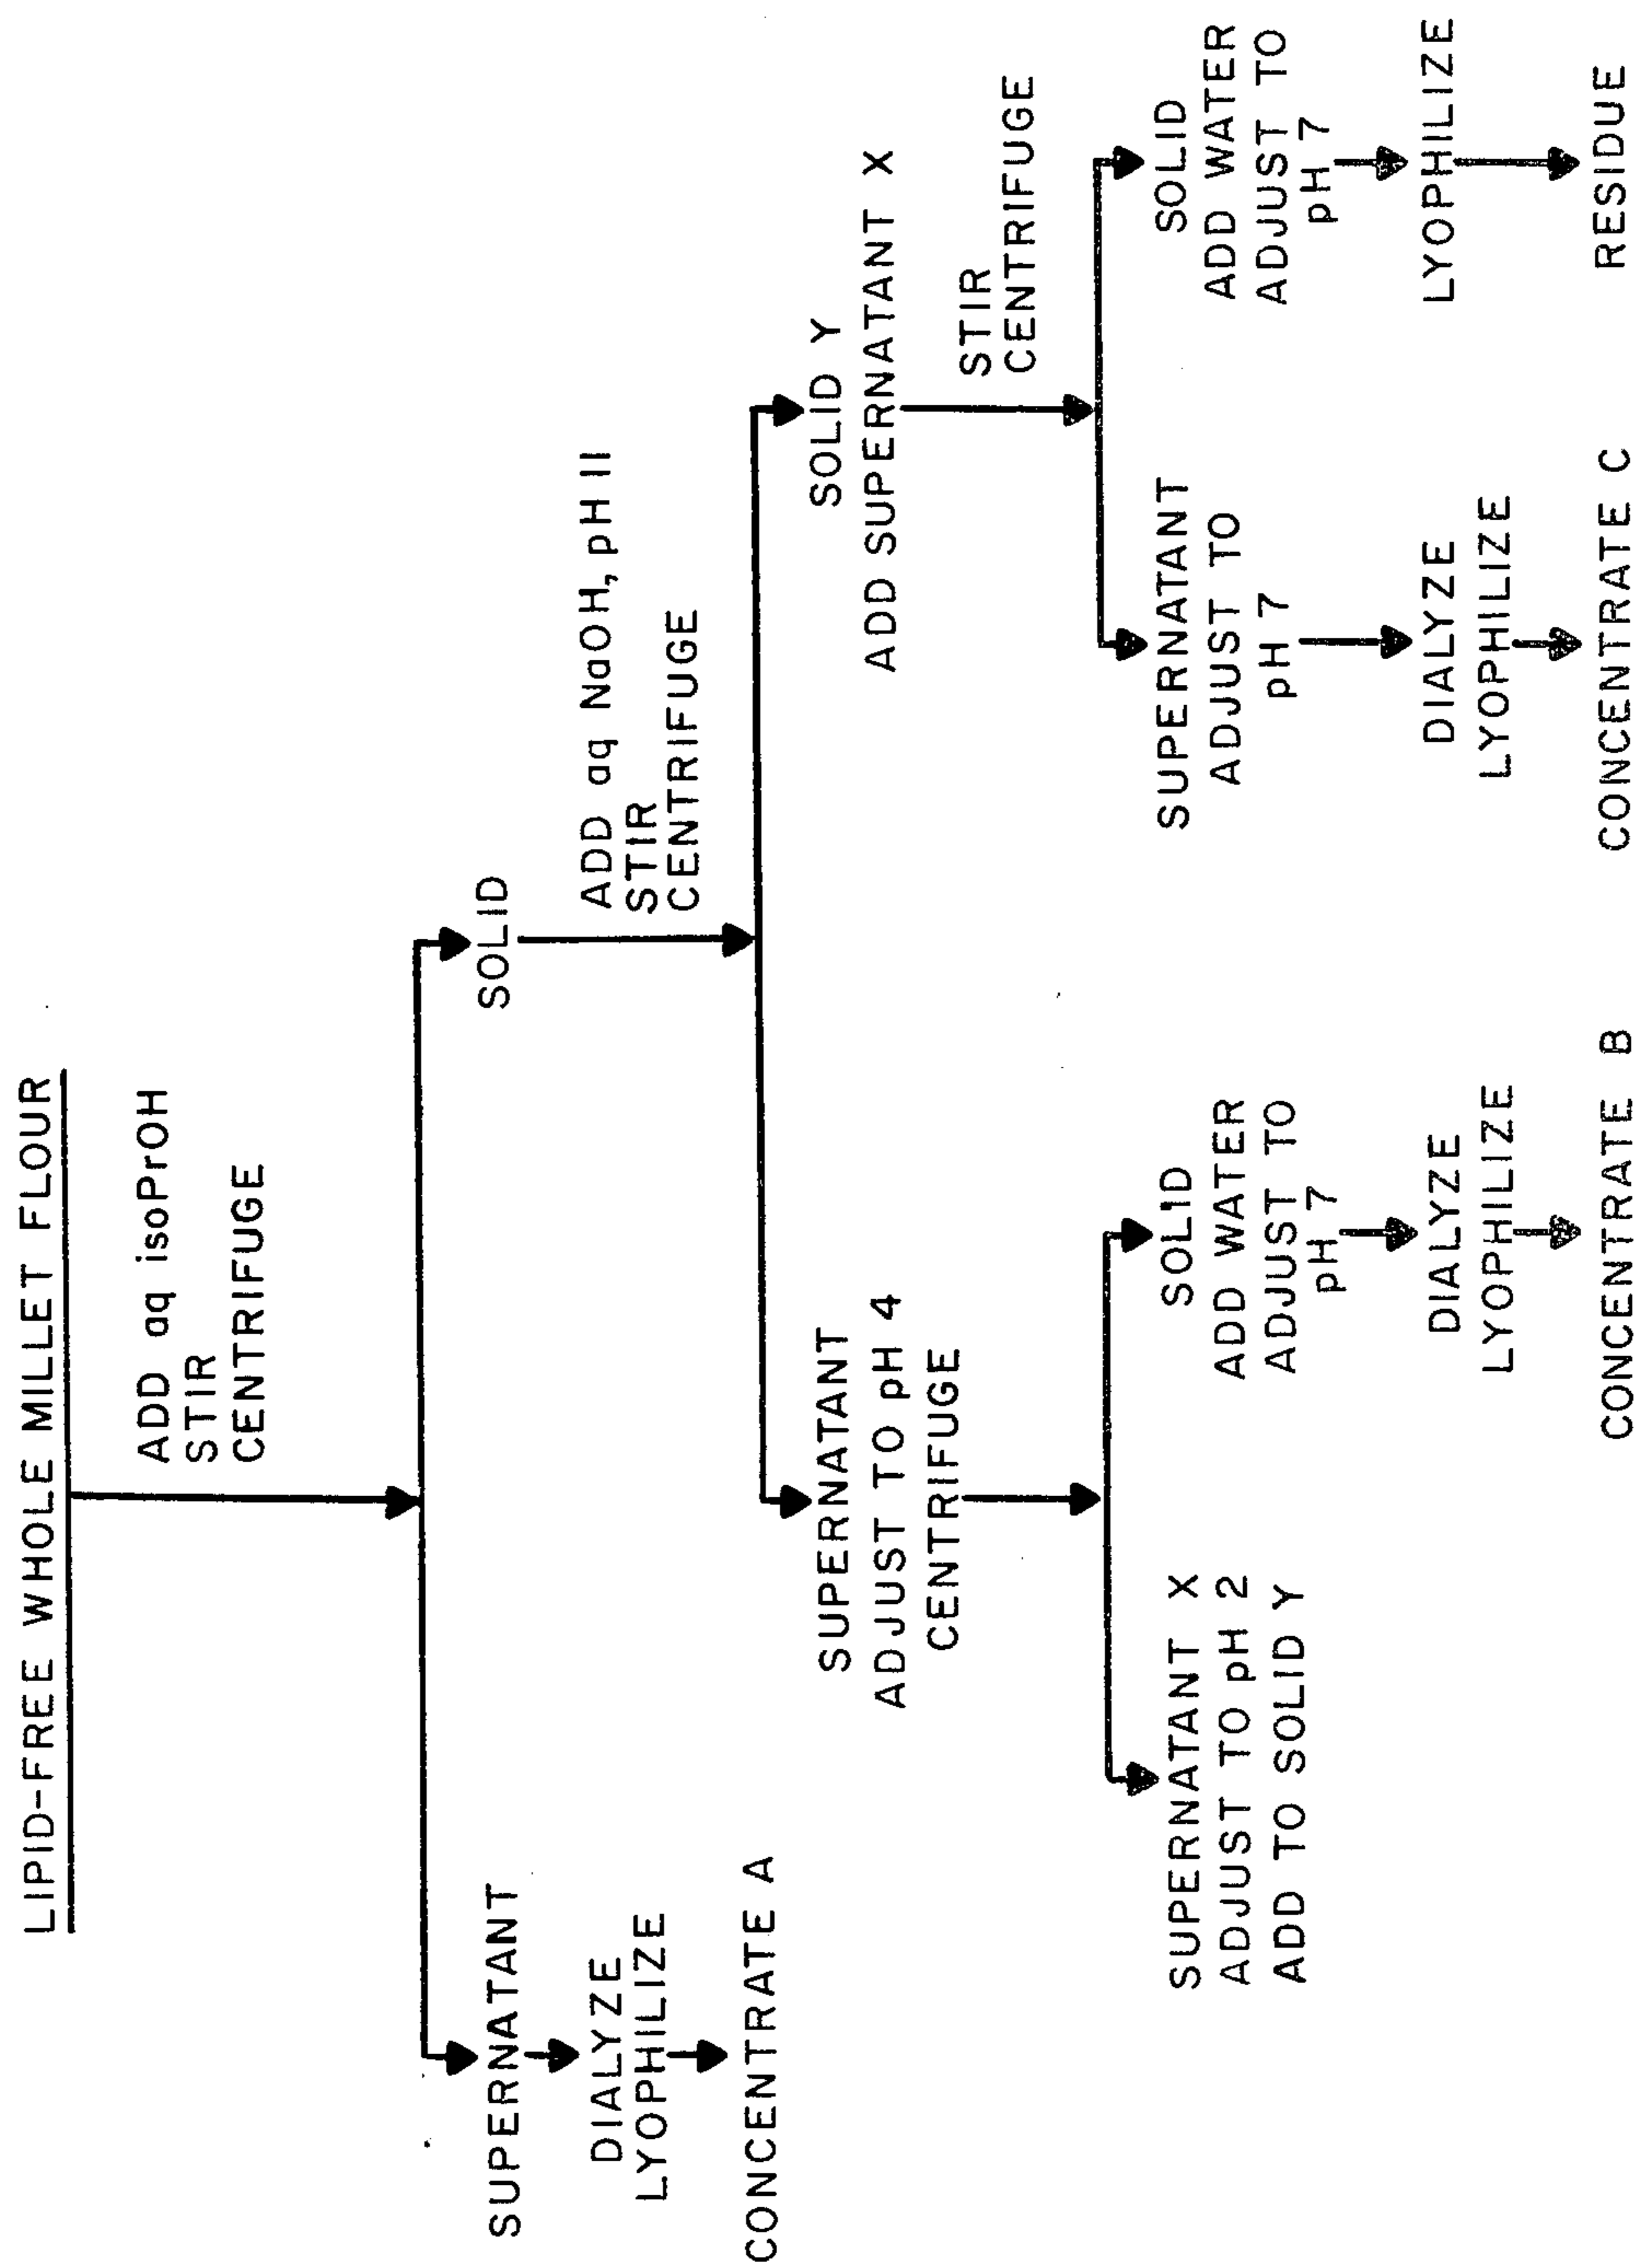 LIPID-FREE WHOLE MILLET FLOUR
ADD aq isoPrOH
STIR
CENTRIFUGE
SUPERNATANT
DIALYZE
LYOPHILIZE
CONCENTRATE A
SOLID
ADD aq NaOH, pH 11
STIR
CENTRIFUGE
SUPERNATANT
ADJUST TO pH 4
CENTRIFUGE
SUPERNATANT X
ADJUST TO pH 2
ADD TO SOLID Y
SOLID
ADD WATER
ADJUST TO
pH 7
DIALYZE
LYOPHILIZE
CONCENTRATE B
SOLID Y
ADD SUPERNATANT X
STIR
CENTRIFUGE
SUPERNATANT
ADJUST TO
pH 7
DIALYZE
LYOPHILIZE
CONCENTRATE C
SOLID
ADD WATER
ADJUST TO
pH 7
LYOPHILIZE
RESIDUE